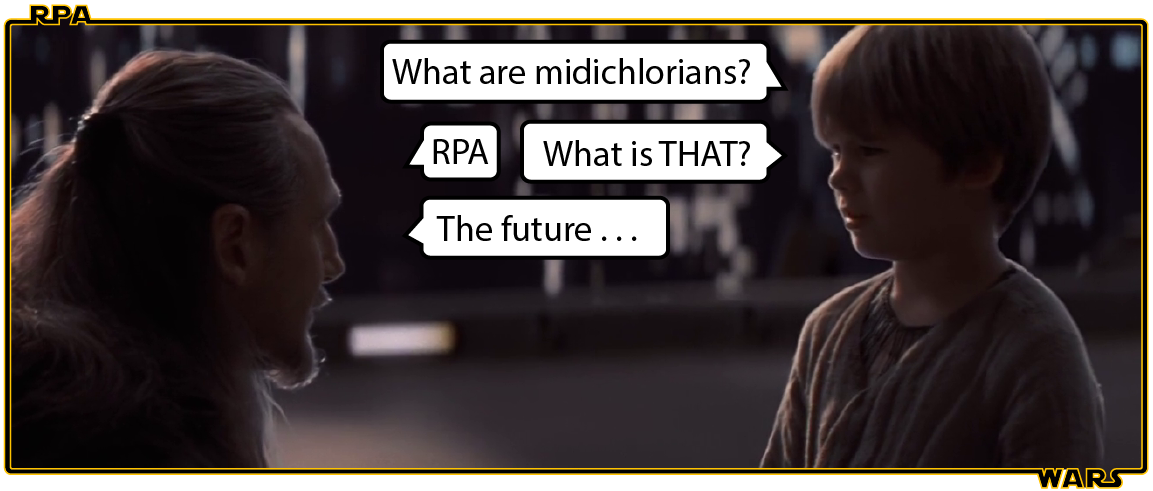 RPA
What are midichlorians?
RPA
What is THAT?
The future . . .
WARS